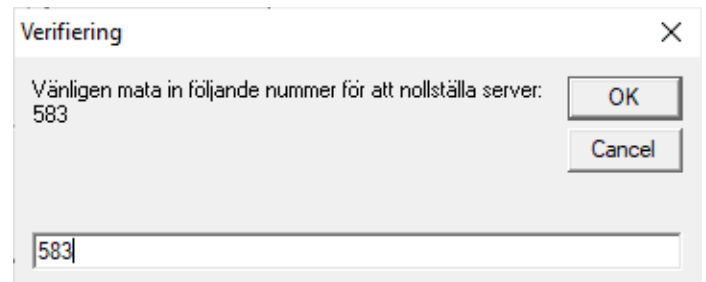 Verifiering
Vänligen mata in följande nummer för att nollställa server:
583
OK
Cancel
583